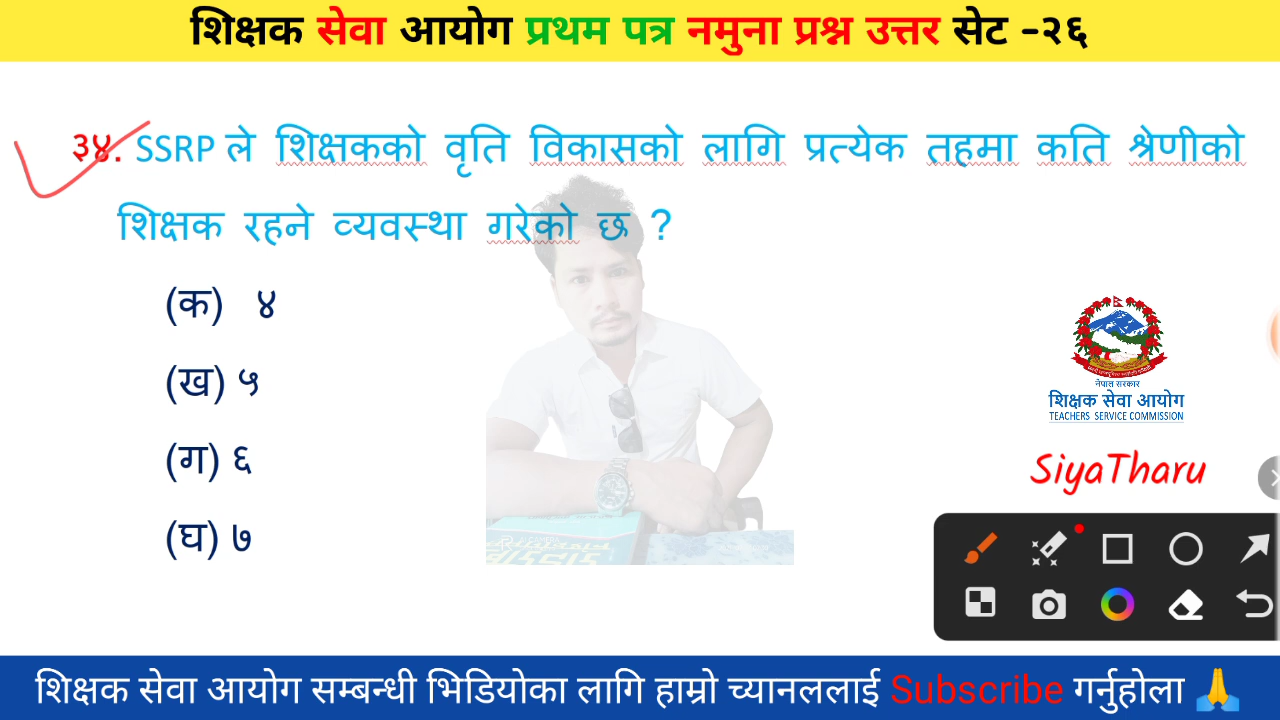 शिक्षक सेवा आयोग प्रथम पत्र नमुना प्रश्न उत्तर सेट -२६
३४. SSRP ले शिक्षकको वृति विकासको लागि प्रत्येक तहमा कति श्रेणीको
शिक्षक रहने व्यवस्था गरेको छ ?
(क) ४
(ख) ५
(ग) ६
(घ) ७
नेपाल सरकार
शिक्षक सेवा आयोग
TEACHERS SERVICE COMMISSION
SiyaTharu
शिक्षक सेवा आयोग सम्बन्धी भिडियोका लागि हाम्रो च्यानललाई Subscribe गर्नुहोला 🙏